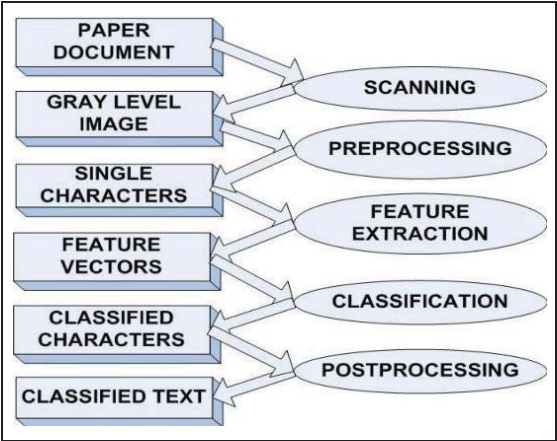 PAPER
DOCUMENT
SCANNING
GRAY LEVEL
IMAGE
PREPROCESSING
SINGLE
CHARACTERS
FEATURE
EXTRACTION
FEATURE
VECTORS
CLASSIFICATION
CLASSIFIED
CHARACTERS
POSTPROCESSING
CLASSIFIED TEXT